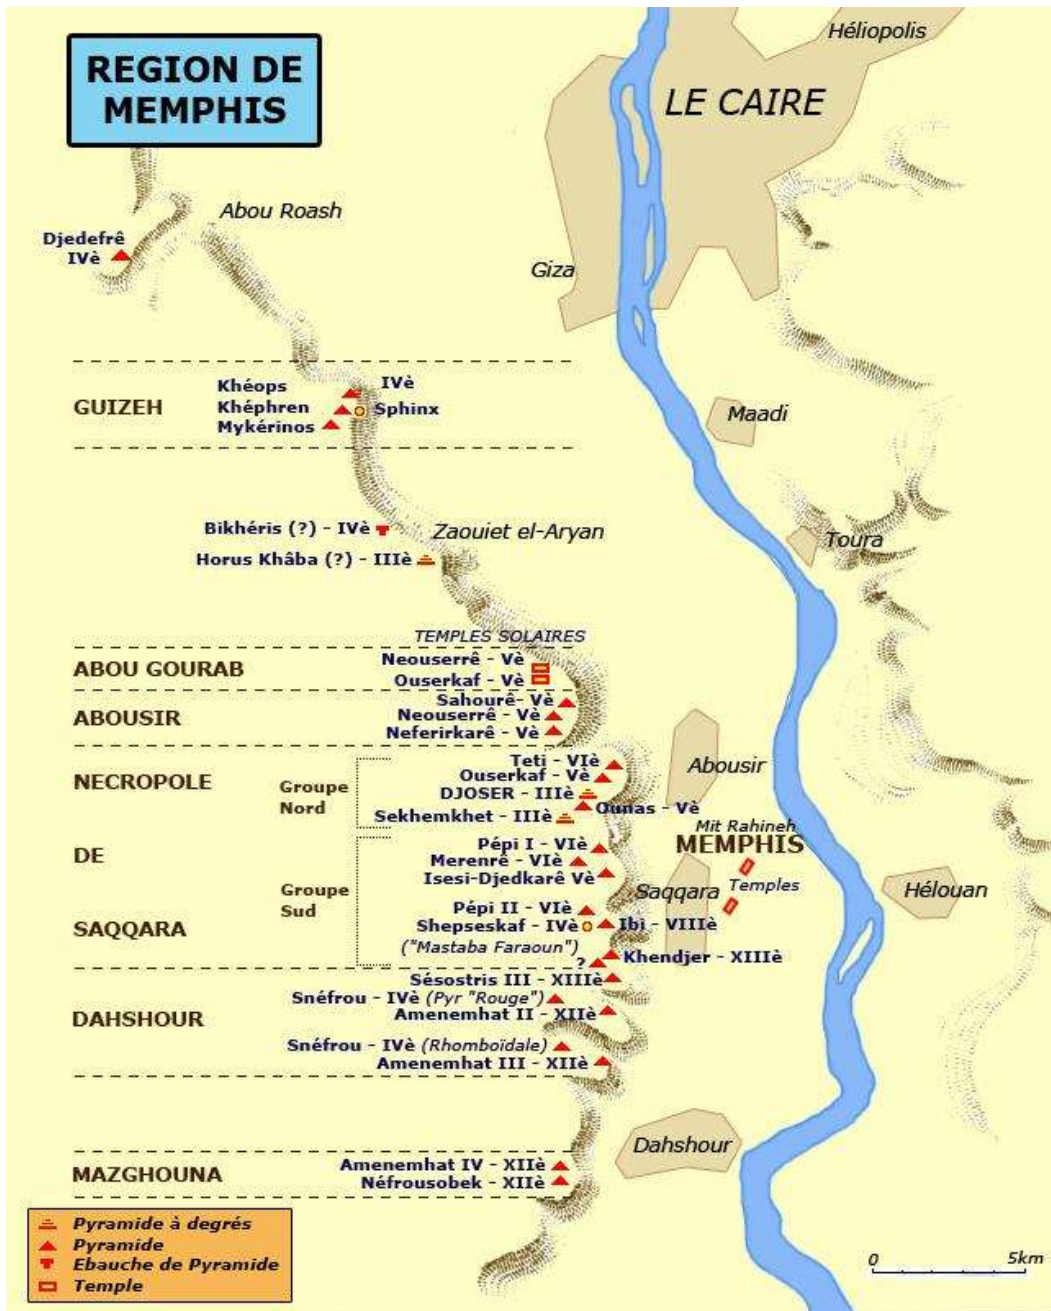 REGION DE
MEMPHIS
Héliopolis
LE CAIRE
Abou Roash
Djedefrê
IVè
Giza
GUIZEH
Khéops
IVè
Khéphren
Sphinx
Mykérinos
Maadi
Bikhéris (?) - IVè
Zaouiet el-Aryan
Toura
Horus Khâba (?) - IIIè
TEMPLES SOLAIRES
ABOU GOURAB
Neouserrê - Vè
Ouserkaf - Vè
ABOUSIR
Sahourê- Vè
Neouserrê - Vè
Neferirkarê - Vè
NECROPOLE
DE
SAQQARA
Groupe
Nord
Teti - VIè
Ouserkaf - Vè
DJOSER - IIIè
Ounas - Vè
Sekhemkhet - IIIè
Abousir
Mit Rahineh
MEMPHIS
Temples
Saqqara
Hélouan
Groupe
Sud
Pépi I - VIè
Merenrê - VIè
Isesi-Djedkarê Vè
Pépi II - VIè
Shepseskaf - IVè
Ibi - VIIIè
("Mastaba Faraoun")
?
Khendjer - XIIIè
DAHSHOUR
Sésostris III - XIIIè
Snéfrou - IVè (Pyr "Rouge")
Amenemhat II - XIIè
Snéfrou - IVè (Rhomboïdale)
Amenemhat III - XIIè
Dahshour
MAZGHOUNA
Amenemhat IV - XIIè
Néfrousobek - XIIè
Pyramide à degrés
Pyramide
Ebauche de Pyramide
Temple
0 5km